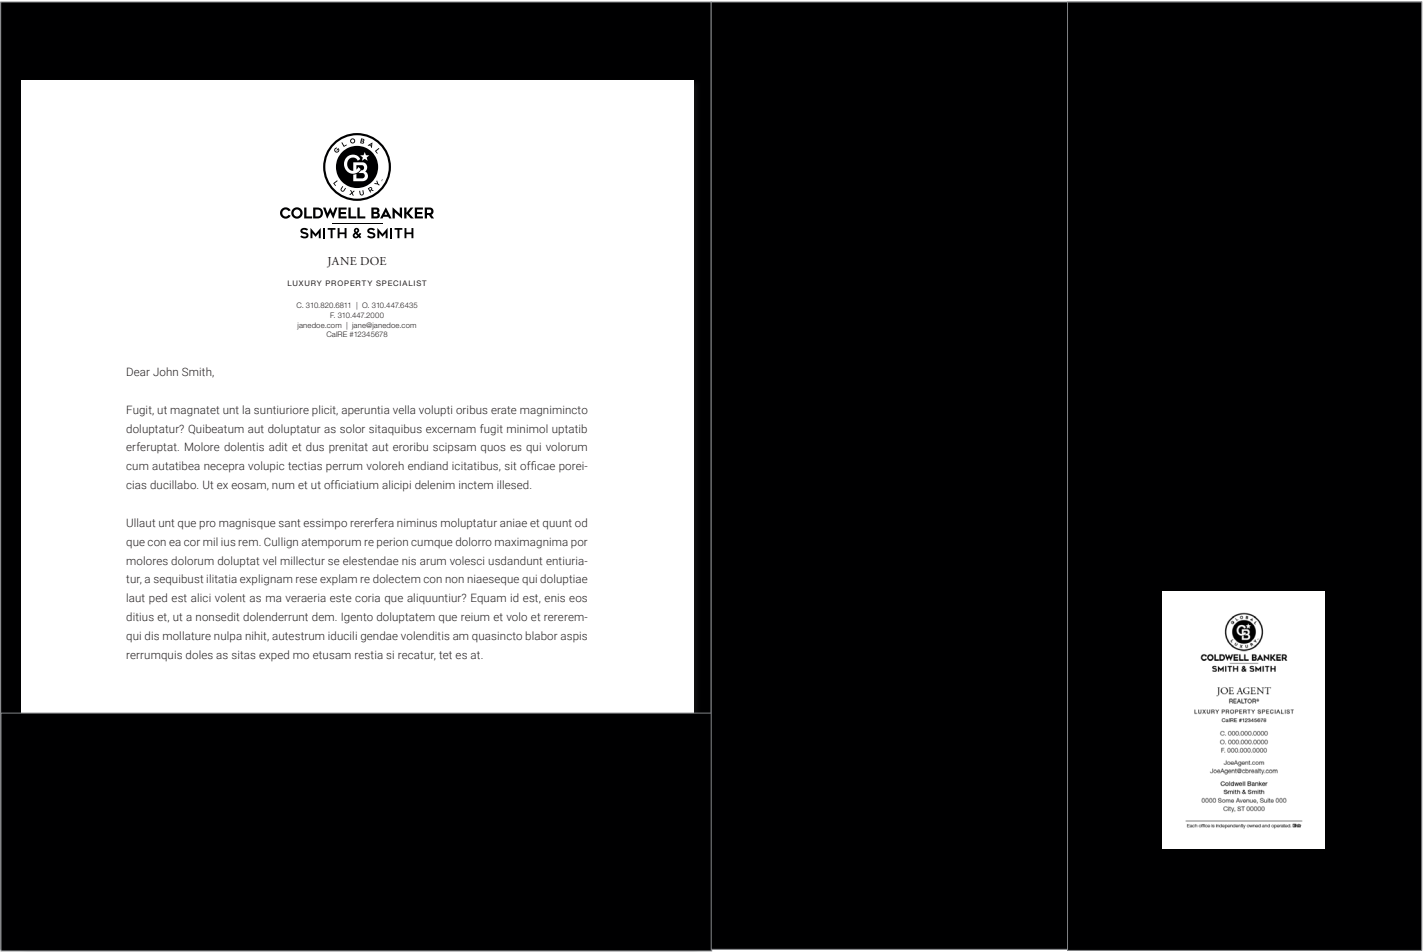 GLOBAL
CB
LUXURY
COLDWELL BANKER
SMITH & SMITH
JANE DOE
LUXURY PROPERTY SPECIALIST
C. 310.820.6811 | O. 310.447.6435
F. 310.447.2000
janedoe.com | jane@janedoe.com
CalRE #12345678
Dear John Smith,
Fugit, ut magnatet unt la suntiuriore plicit, aperuntia vella volupti oribus erate magnimincto
doluptatur? Quibeatum aut doluptatur as solor sitaquibus excernam fugit minimol uptatib
erferuptat. Molore dolentis adit et dus prenitat aut eroribu scipsam quos es qui volorum
cum autatibea necepra volupic tectias perrum voloreh endiand icitatibus, sit officae porei-
cias ducillabo. Ut ex eosam, num et ut officiatium alicipi delenim inctem illesed.
Ullaut unt que pro magnisque sant essimpo rererfera niminus moluptatur aniae et quunt od
que con ea cor mil ius rem. Cullign atemporum re perion cumque dolorro maximagnima por
molores dolorum doluptat vel millectur se elestendae nis arum volesci usdandunt entiuria-
tur, a sequibust ilitatia explignam rese explam re dolectem con non niaeseque qui doluptiae
laut ped est alici volent as ma veraeria este coria que aliquuntiur? Equam id est, enis eos
ditius et, ut a nonsedit dolenderrunt dem. Igento doluptatem que reium et volo et rererem-
qui dis mollature nulpa nihit, autestrum iducili gendae volenditis am quasincto blabor aspis
rerrumquis doles as sitas exped mo etusam restia si recatur, tet es at.
GLOBAL
CB
LUXURY
COLDWELL BANKER
SMITH & SMITH
JOE AGENT
REALTOR®
LUXURY PROPERTY SPECIALIST
CalRE #12345678
C. 000.000.0000
O. 000.000.0000
F. 000.000.0000
JoeAgent.com
JoeAgent@cbrealty.com
Coldwell Banker
Smith & Smith
0000 Some Avenue, Suite 000
City, ST 00000
Each office is independently owned and operated.